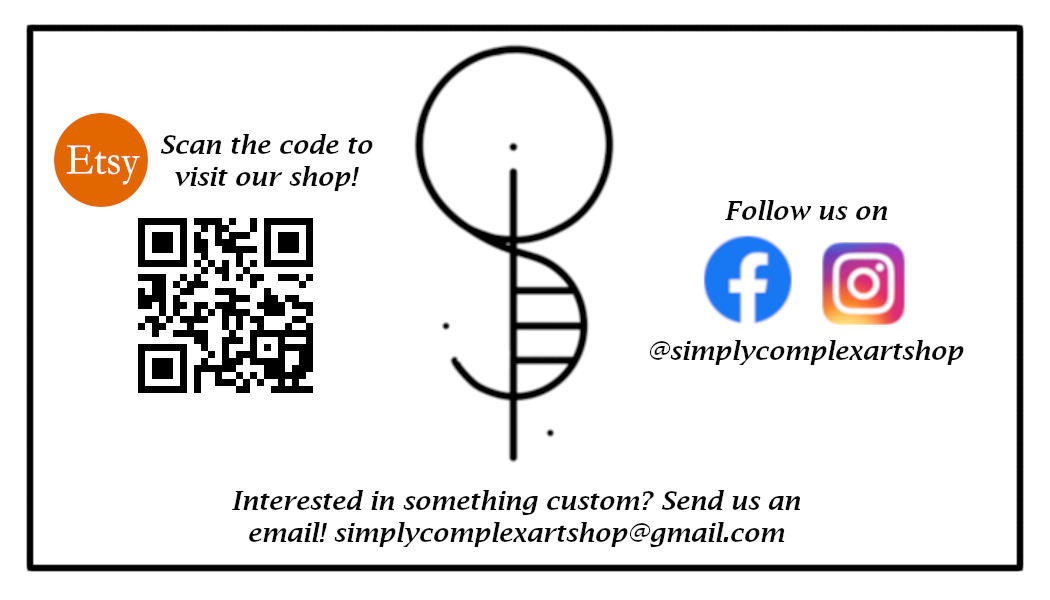 Etsy
Scan the code to
visit our shop!
Follow us on
@simplycomplexartshop
Interested in something custom? Send us an
email! simplycomplexartshop@gmail.com